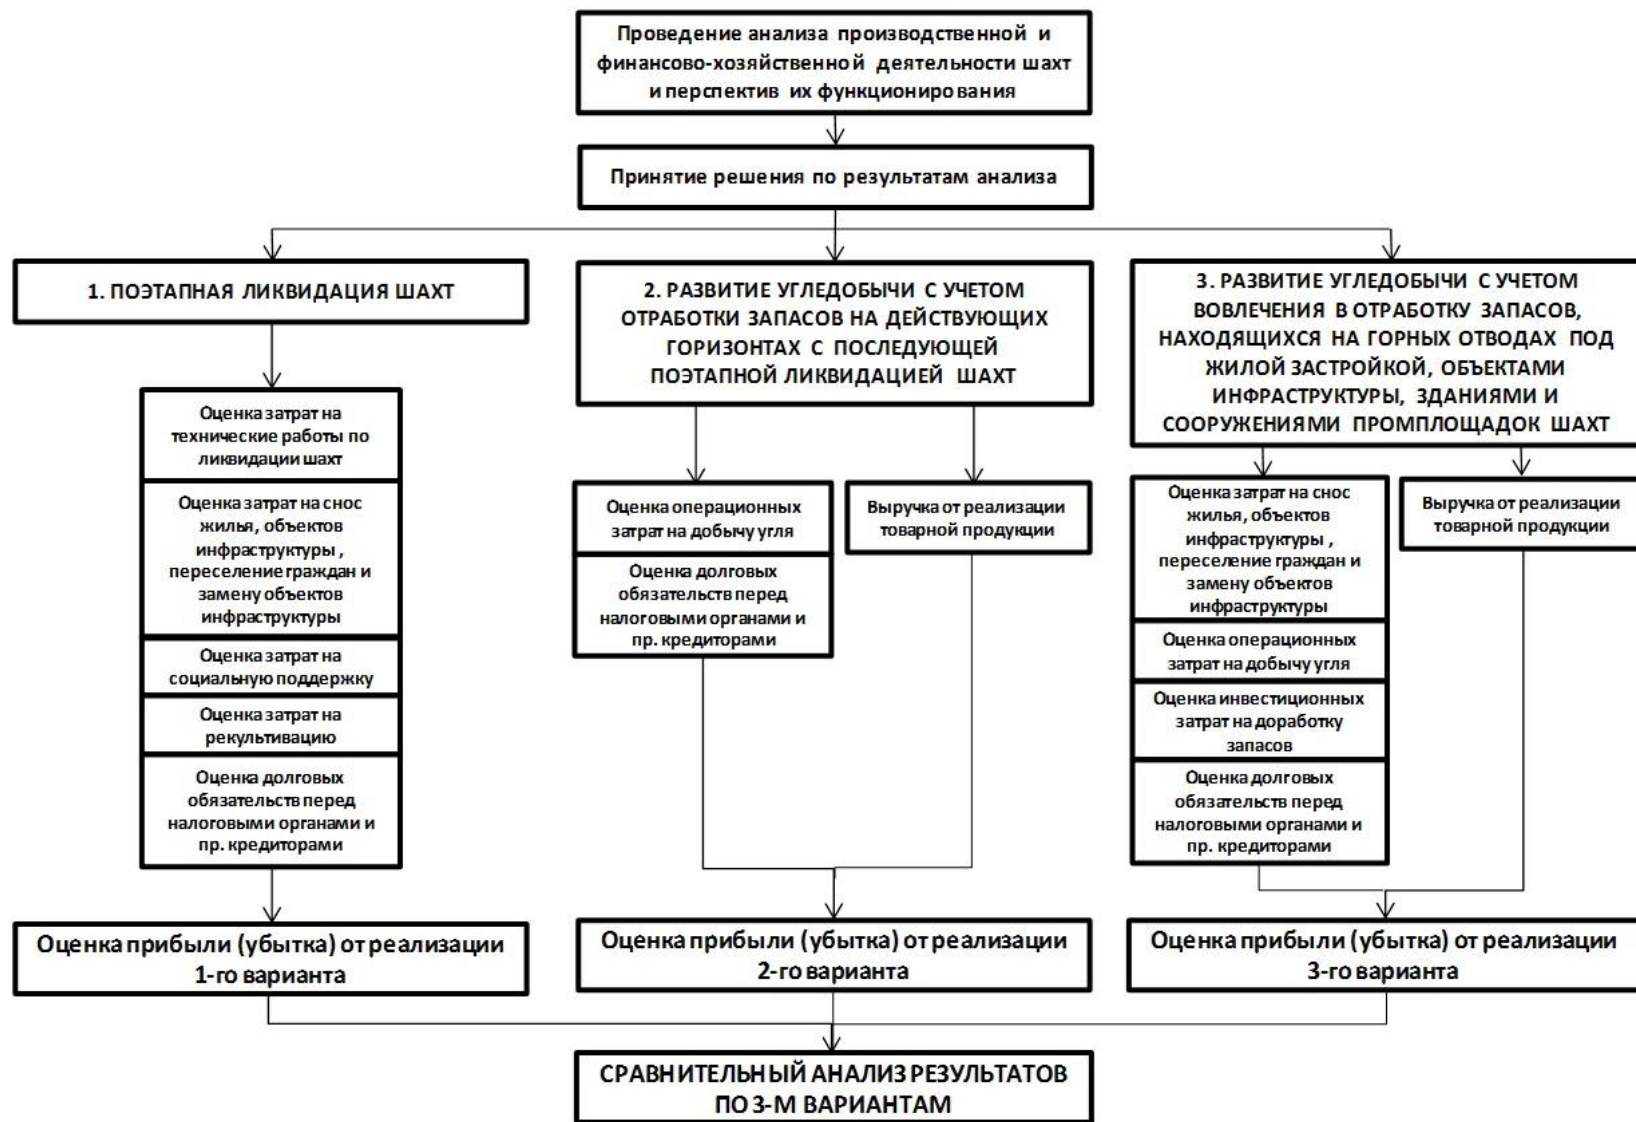 Проведение анализа производственной и
финансово-хозяйственной деятельности шахт
и перспектив их функционирования
Принятие решения по результатам анализа
1. ПОЭТАПНАЯ ЛИКВИДАЦИЯ ШАХТ
Оценка затрат на
технические работы по
ликвидации шахт
Оценка затрат на снос
жилья, объектов
инфраструктуры ,
переселение граждан и
замену объектов
инфраструктуры
Оценка затрат на
социальную поддержку
Оценка затрат на
рекультивацию
Оценка долговых
обязательств перед
налоговыми органами и
пр. кредиторами
Оценка прибыли (убытка) от реализации
1-го варианта
2. РАЗВИТИЕ УГЛЕДОБЫЧИ С УЧЕТОМ
ОТРАБОТКИ ЗАПАСОВ НА ДЕЙСТВУЮЩИХ
ГОРИЗОНТАХ С ПОСЛЕДУЮЩЕЙ
ПОЭТАПНОЙ ЛИКВИДАЦИЕЙ ШАХТ
Оценка операционных
затрат на добычу угля
Оценка долговых
обязательств перед
налоговыми органами и
пр. кредиторами
Выручка от реализации
товарной продукции
Оценка прибыли (убытка) от реализации
2-го варианта
3. РАЗВИТИЕ УГЛЕДОБЫЧИ С УЧЕТОМ
ВОВЛЕЧЕНИЯ В ОТРАБОТКУ ЗАПАСОВ,
НАХОДЯЩИХСЯ НА ГОРНЫХ ОТВОДАХ ПОД
ЖИЛОЙ ЗАСТРОЙКОЙ, ОБЪЕКТАМИ
ИНФРАСТРУКТУРЫ, ЗДАНИЯМИ И
СООРУЖЕНИЯМИ ПРОМПЛОЩАДОК ШАХТ
Оценка затрат на снос
жилья, объектов
инфраструктуры ,
переселение граждан и
замену объектов
инфраструктуры
Оценка операционных
затрат на добычу угля
Оценка инвестиционных
затрат на доработку
запасов
Оценка долговых
обязательств перед
налоговыми органами и
пр. кредиторами
Выручка от реализации
товарной продукции
Оценка прибыли (убытка) от реализации
3-го варианта
СРАВНИТЕЛЬНЫЙ АНАЛИЗ РЕЗУЛЬТАТОВ
ПО 3-М ВАРИАНТАМ